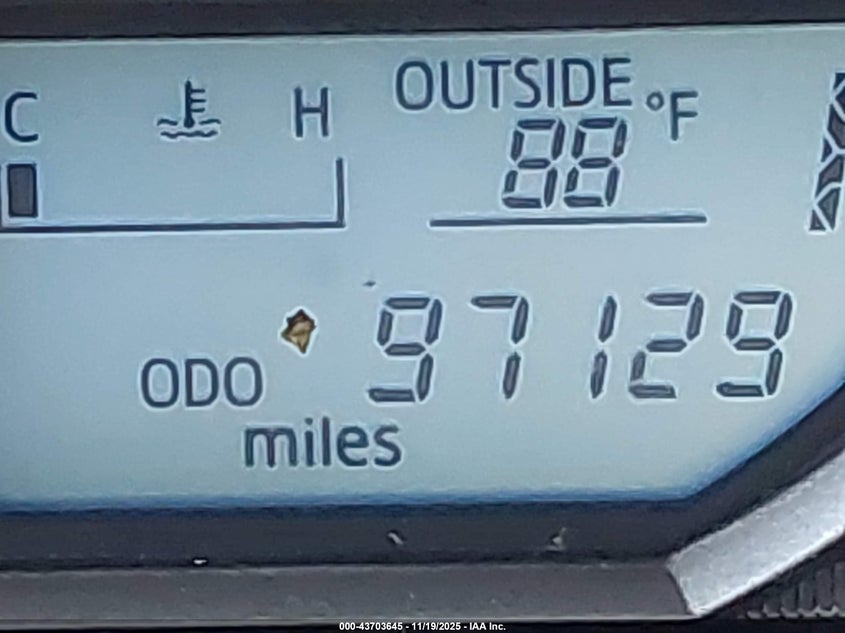 C H OUTSIDE °F
88
97129
ODO
miles
000-43703645 - 11/19/2025 - IAA Inc.